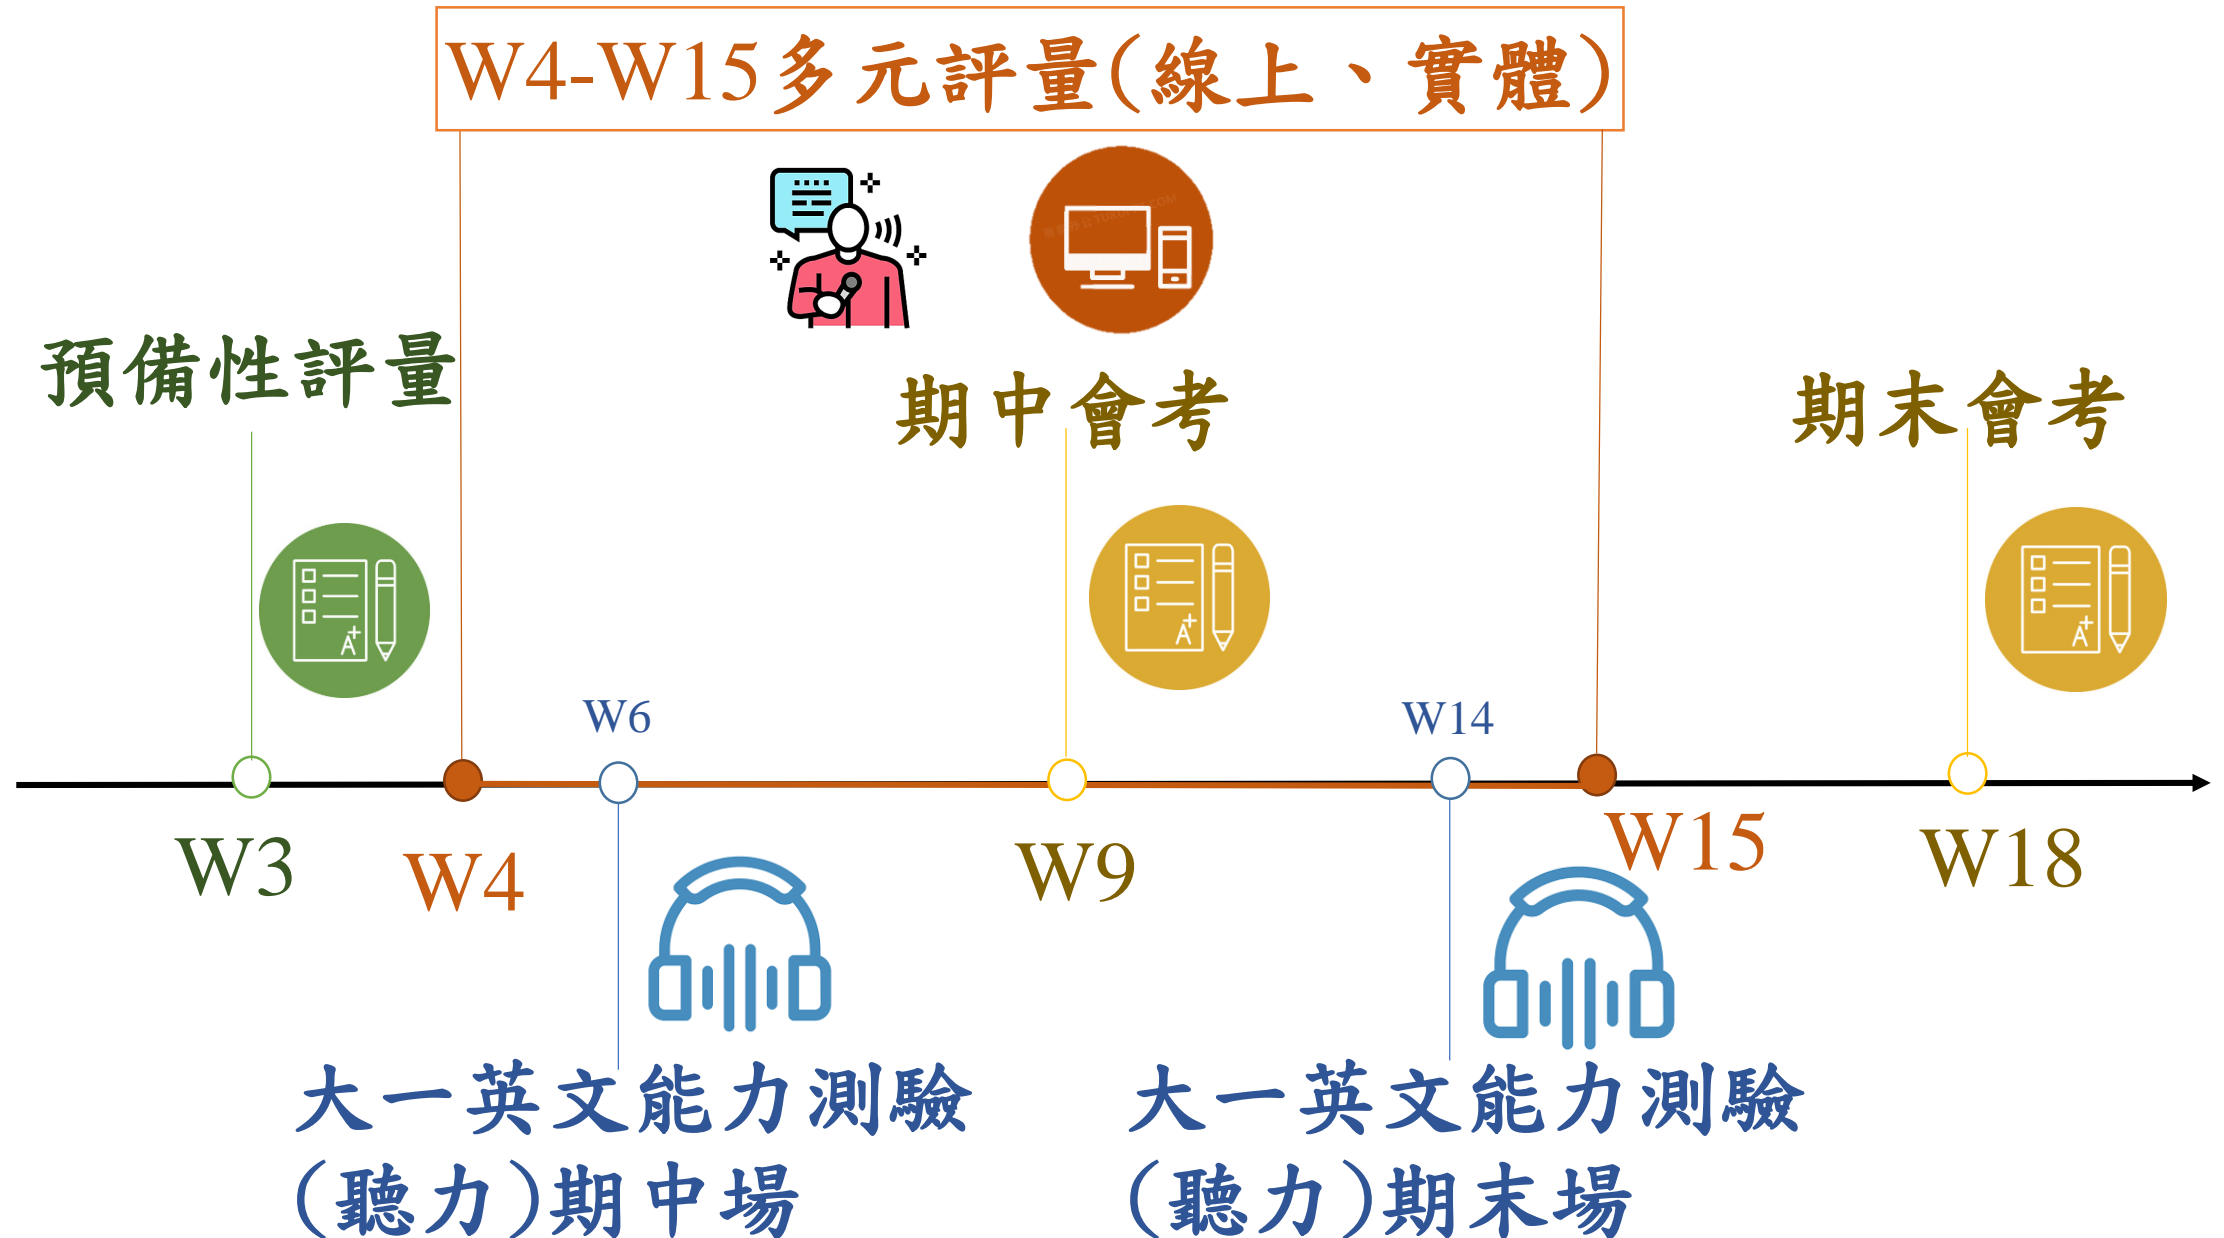 W4-W15多元評量(線上、實體)
預備性評量
期中會考
期末會考
W6
W14
W3
W4
W9
W15
W18
大一英文能力測驗
(聽力)期中場
大一英文能力測驗
(聽力)期末場